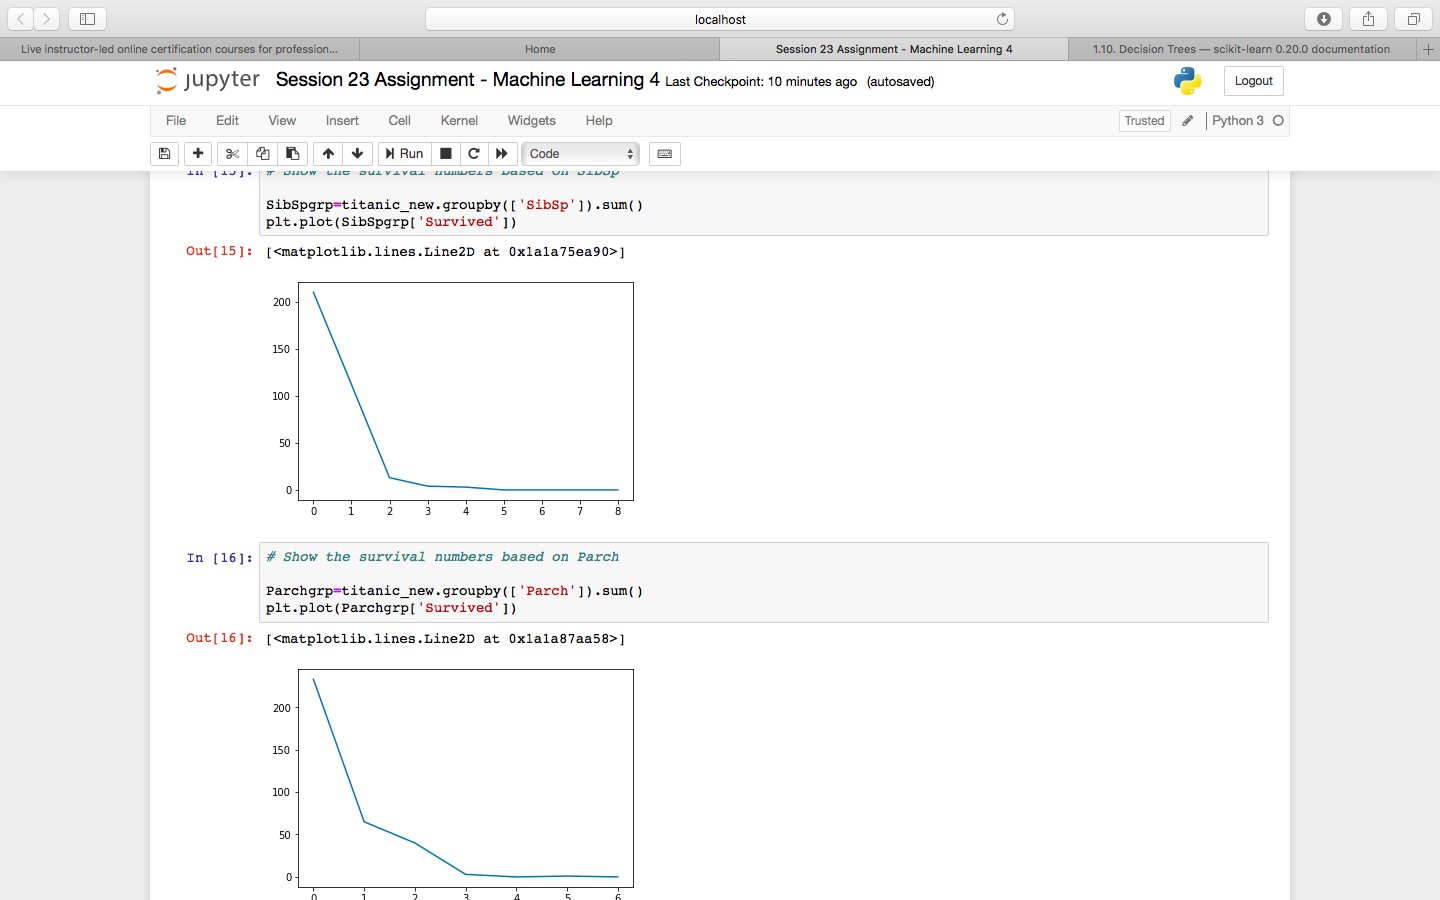 localhost
Live instructor-led online certification courses for profession...
Home
Session 23 Assignment - Machine Learning 4
1.10. Decision Trees — scikit-learn 0.20.0 documentation
jupyter Session 23 Assignment - Machine Learning 4 Last Checkpoint: 10 minutes ago (autosaved)
Logout
File Edit View Insert Cell Kernel Widgets Help
Trusted Python 3
Run Code
In [15]: # Show the survival numbers based on SibSp
SibSpgrp=titanic_new.groupby(['SibSp']).sum()
plt.plot(SibSpgrp['Survived'])
Out[15]: [<matplotlib.lines.Line2D at 0x1a1a75ea90>]
200
150
100
50
0
0 1 2 3 4 5 6 7 8
In [16]: # Show the survival numbers based on Parch
Parchgrp=titanic_new.groupby(['Parch']).sum()
plt.plot(Parchgrp['Survived'])
Out[16]: [<matplotlib.lines.Line2D at 0x1a1a87aa58>]
200
150
100
50
0
0 1 2 3 4 5 6